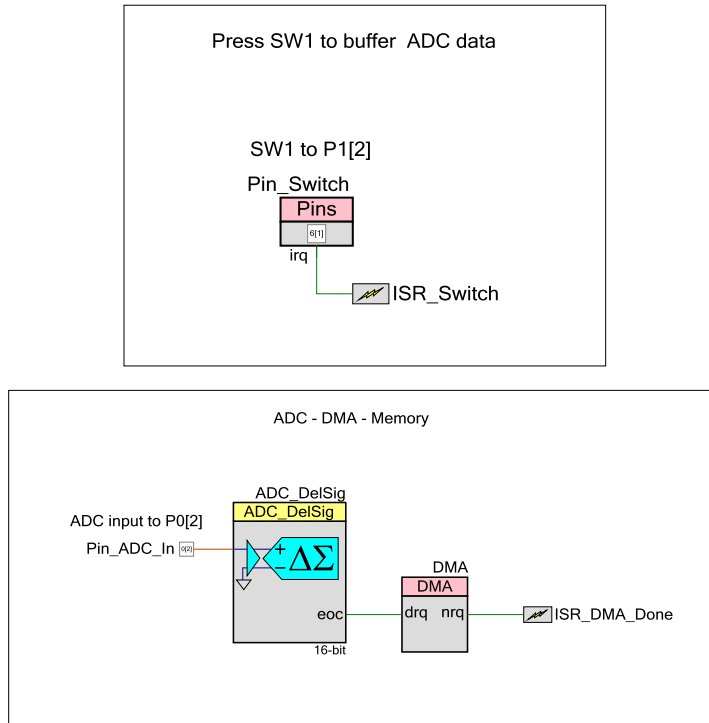 Press SW1 to buffer  ADC data
SW1 to P1[2]
Pin_Switch
Pins
6[1]
irq
ISR_Switch
ADC - DMA - Memory
ADC_DelSig
ADC_DelSig
ADC input to P0[2]
Pin_ADC_In 0[2]
+
ΔΣ
−
eoc
16-bit
DMA
DMA
drq nrq
ISR_DMA_Done